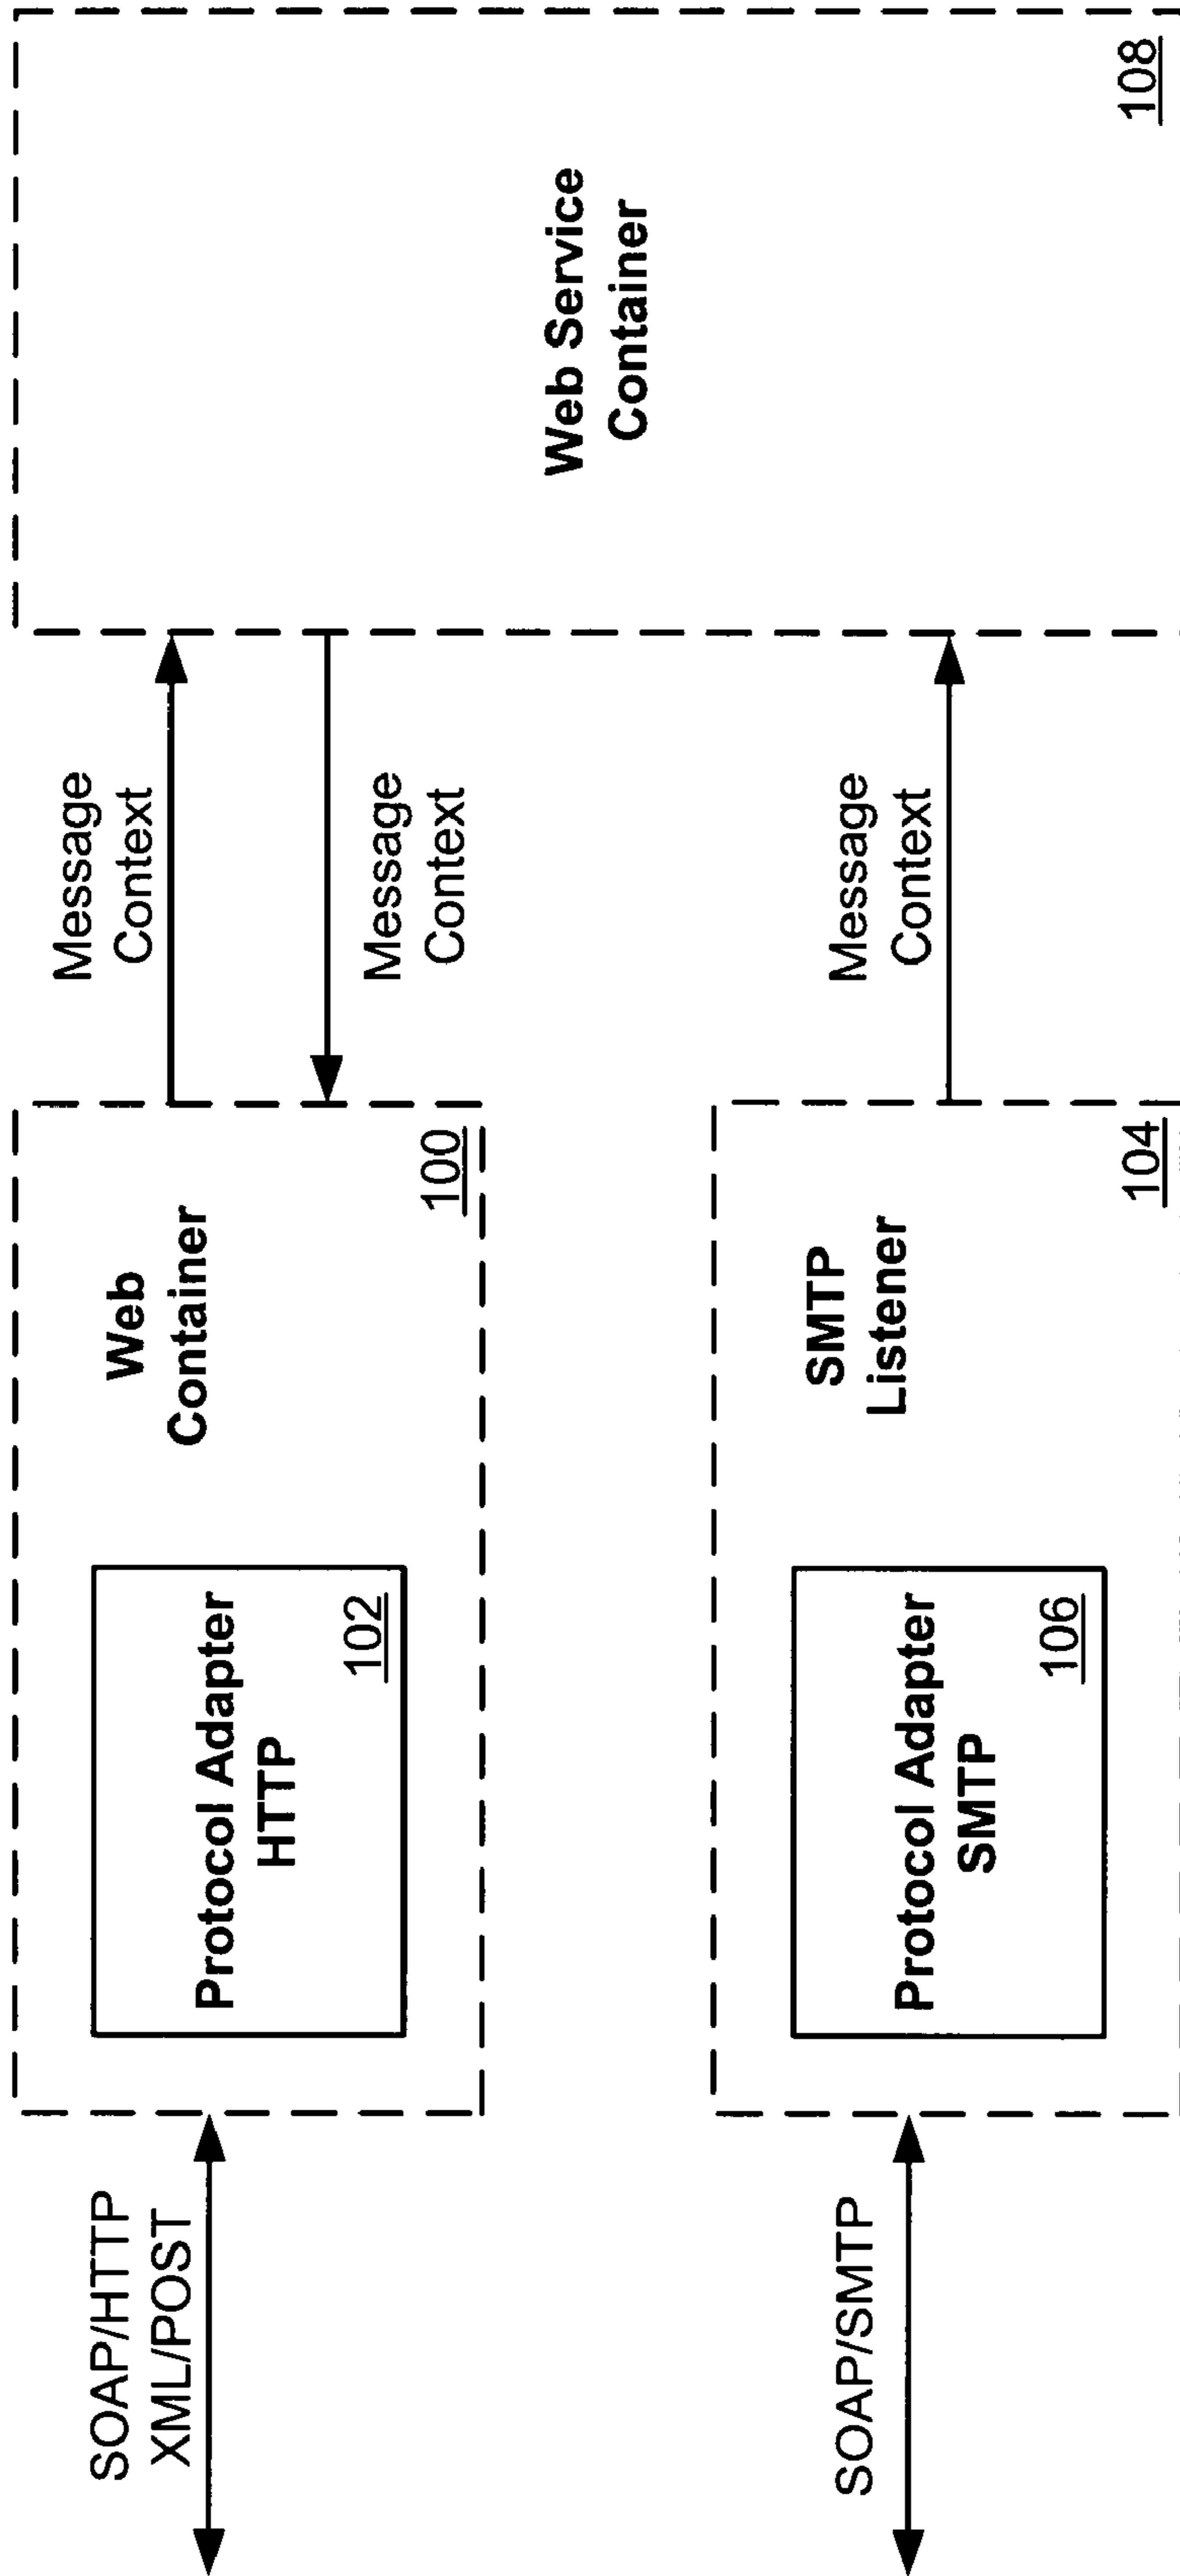 SOAP/HTTP
XML/POST
Protocol Adapter
HTTP
102
Web
Container
100
Message
Context
Message
Context
SOAP/SMTP
Protocol Adapter
SMTP
106
SMTP
Listener
104
Message
Context
Web Service
Container
108